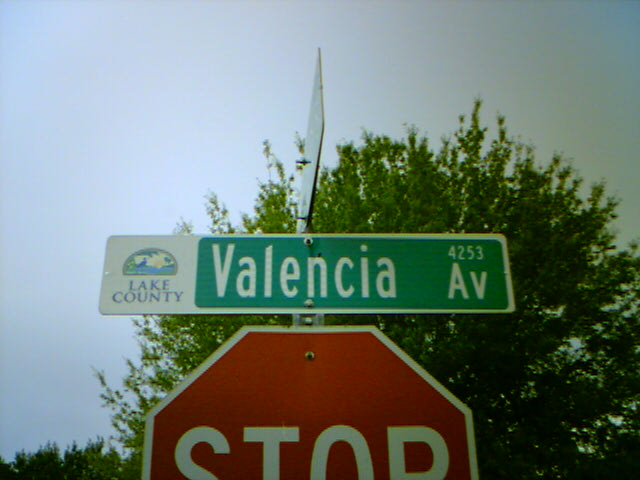 LAKE
COUNTY
Valencia
4253
Av
STOP